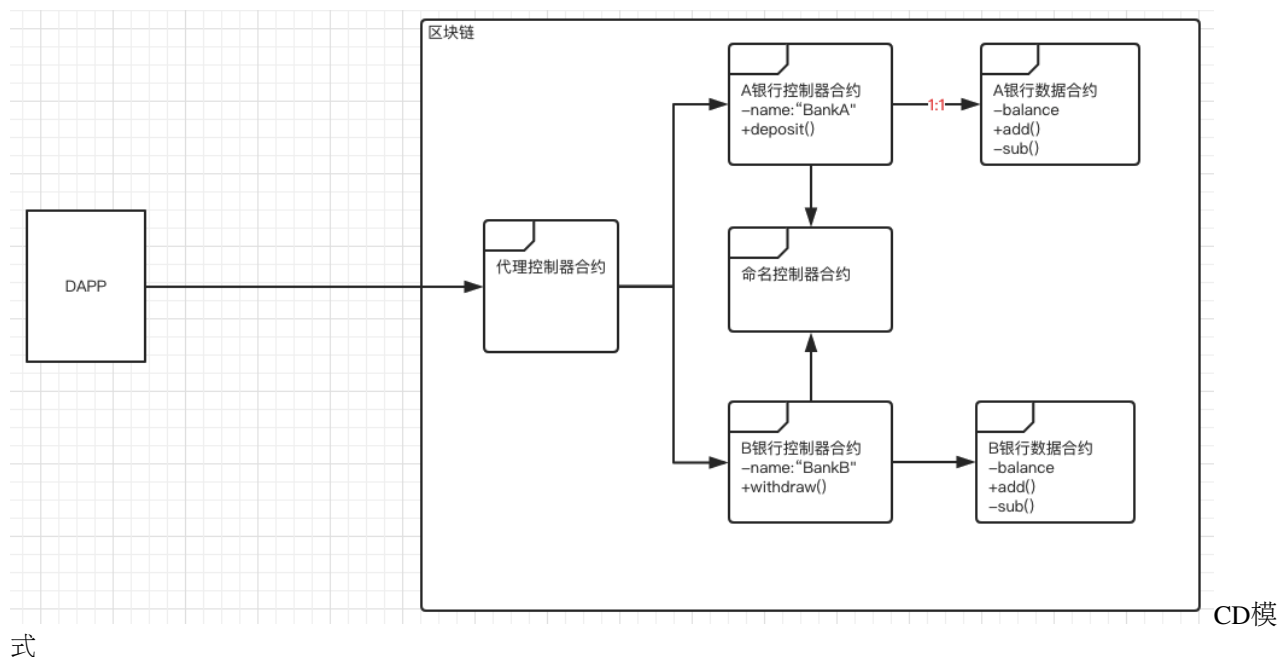 区块链
A银行控制器合约
–name:“BankA"
+deposit()
1:1
A银行数据合约
–balance
+add()
–sub()
DAPP
代理控制器合约
命名控制器合约
B银行控制器合约
–name:“BankB"
+withdraw()
B银行数据合约
–balance
+add()
–sub()
CD模
式